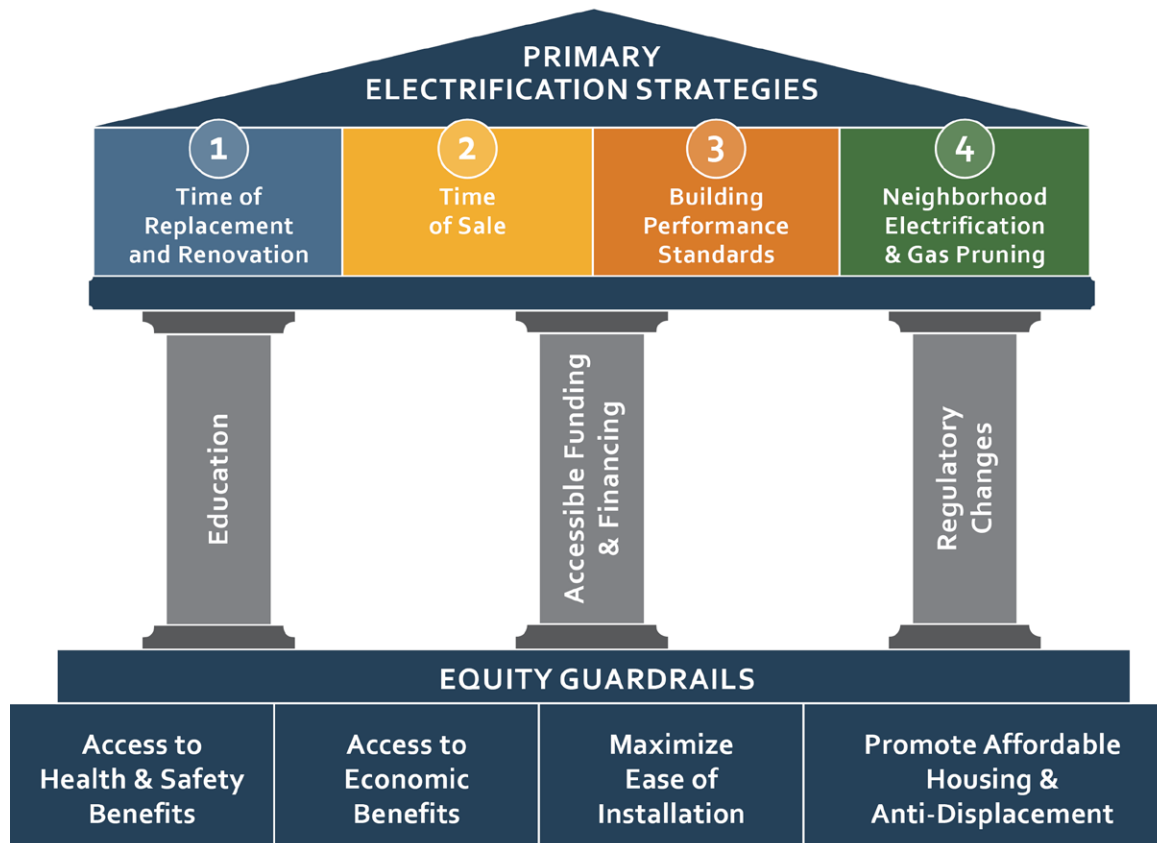 PRIMARY
ELECTRIFICATION STRATEGIES
1
Time of
Replacement
and Renovation
2
Time
of Sale
3
Building
Performance
Standards
4
Neighborhood
Electrification
& Gas Pruning
Education
Accessible Funding
& Financing
Regulatory
Changes
EQUITY GUARDRAILS
Access to
Health & Safety
Benefits
Access to
Economic
Benefits
Maximize
Ease of
Installation
Promote Affordable
Housing &
Anti-Displacement